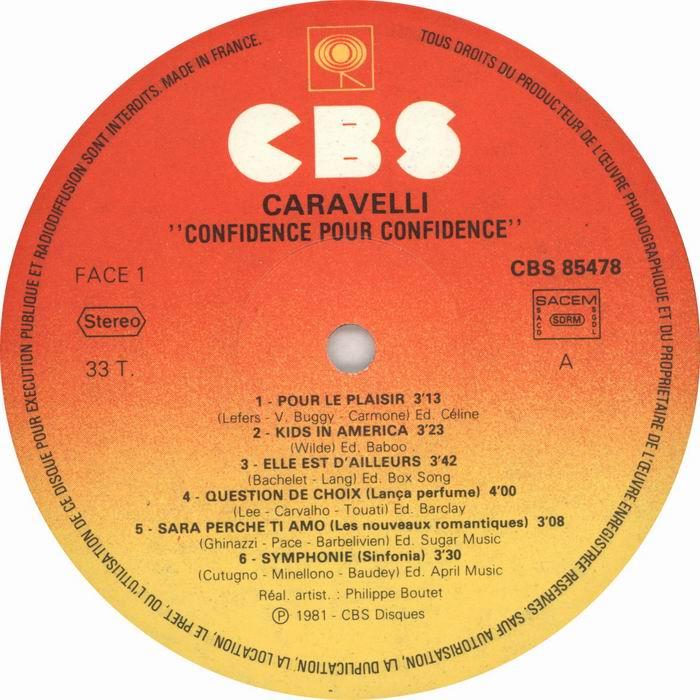 CBS
CARAVELLI
"CONFIDENCE POUR CONFIDENCE"
FACE 1
CBS 85478
Stereo
SACEM
SACD
SDRM
SGDL
33 T.
A
1 - POUR LE PLAISIR 3'13
(Lefers - V. Buggy - Carmone) Ed. Céline
2 - KIDS IN AMERICA 3'23
(Wilde) Ed. Baboo
3 - ELLE EST D'AILLEURS 3'42
(Bachelet - Lang) Ed. Box Song
4 - QUESTION DE CHOIX (Lança perfume) 4'00
(Lee - Carvalho - Touati) Ed. Barclay
5 - SARA PERCHE TI AMO (Les nouveaux romantiques) 3'08
(Ghinazzi - Pace - Barbelivien) Ed. Sugar Music
6 - SYMPHONIE (Sinfonia) 3'30
(Cutugno - Minellono - Baudey) Ed. April Music
Réal. artist. : Philippe Boutet
Ⓟ 1981 - CBS Disques
TOUS DROITS DU PRODUCTEUR DE L'ŒUVRE PHONOGRAPHIQUE ET DU PROPRIETAIRE DE L'ŒUVRE ENREGISTREE RESERVES. SAUF AUTORISATION, LA DUPLICATION, LA LOCATION, LE PRET, OU L'UTILISATION DE CE DISQUE POUR EXECUTION PUBLIQUE ET RADIODIFFUSION SONT INTERDITS. MADE IN FRANCE.